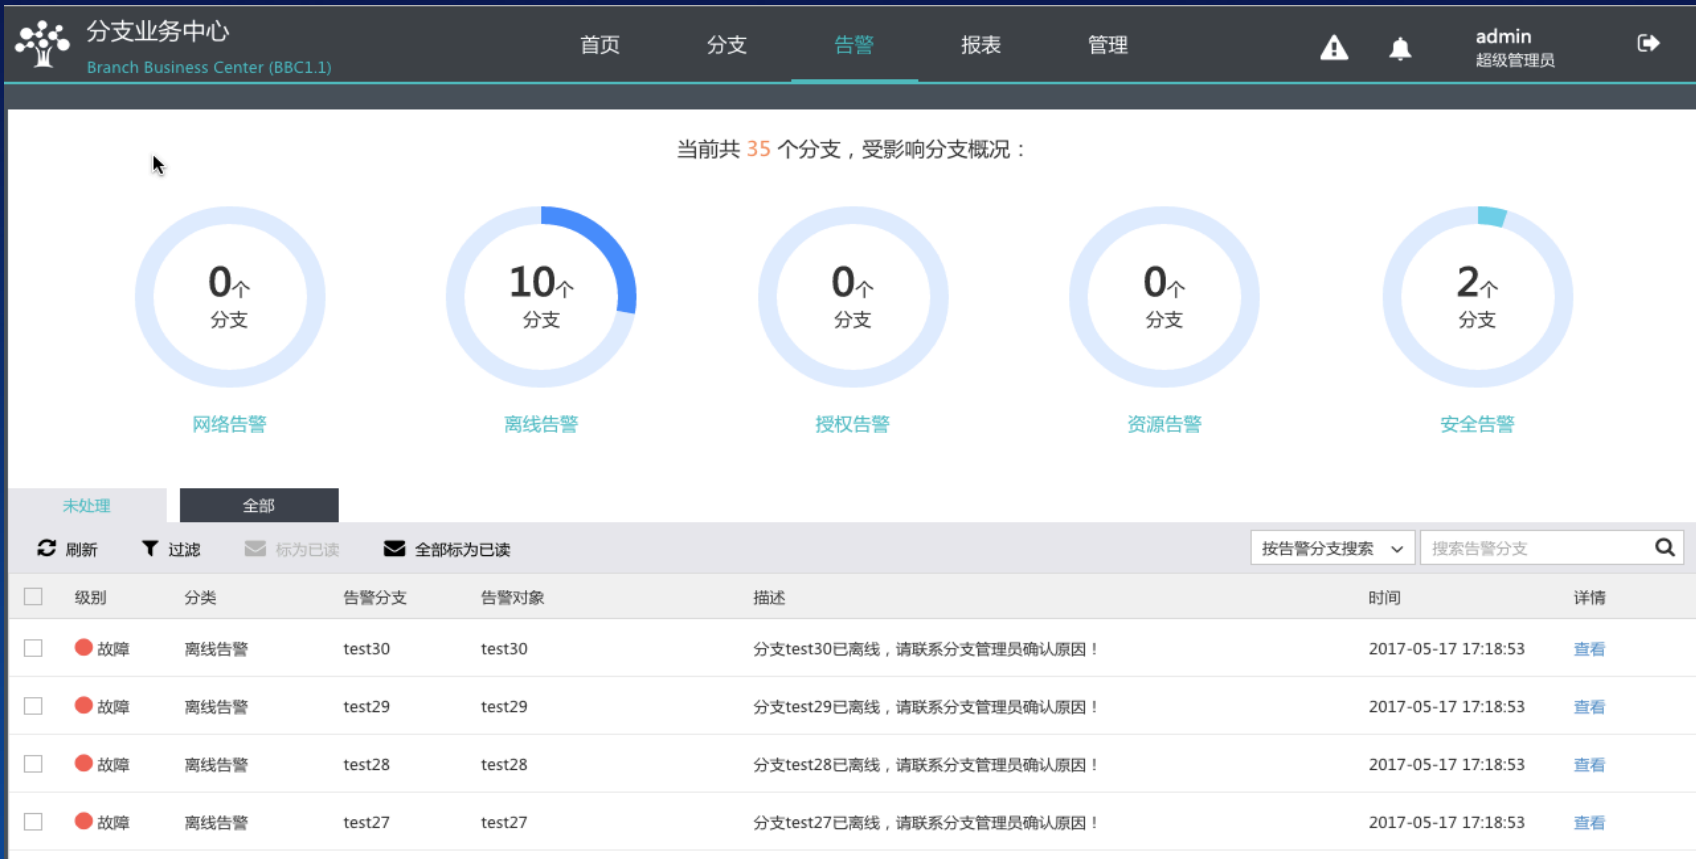 分支业务中心
Branch Business Center (BBC1.1)
首页 分支 告警 报表 管理
admin
超级管理员
当前共 35 个分支，受影响分支概况：
0个 10个 0个 0个 2个
分支 分支 分支 分支 分支
网络告警 离线告警 授权告警 资源告警 安全告警
未处理 全部
刷新 过滤 标为已读 全部标为已读 按告警分支搜索 搜索告警分支
级别 分类 告警分支 告警对象 描述 时间 详情
故障 离线告警 test30 test30 分支test30已离线，请联系分支管理员确认原因！ 2017-05-17 17:18:53 查看
故障 离线告警 test29 test29 分支test29已离线，请联系分支管理员确认原因！ 2017-05-17 17:18:53 查看
故障 离线告警 test28 test28 分支test28已离线，请联系分支管理员确认原因！ 2017-05-17 17:18:53 查看
故障 离线告警 test27 test27 分支test27已离线，请联系分支管理员确认原因！ 2017-05-17 17:18:53 查看